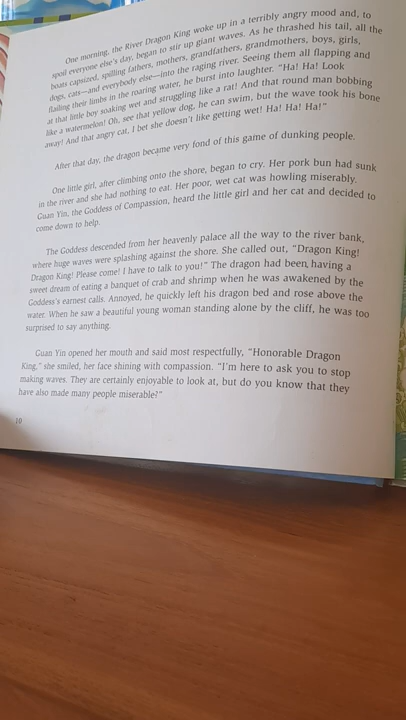 One morning, the River Dragon King woke up in a terribly angry mood and, to
spoil everyone else's day, began to stir up giant waves. As he thrashed his tail, all the
boats capsized, spilling fathers, mothers, grandfathers, grandmothers, boys, girls,
dogs, cats—and everybody else—into the raging river. Seeing them all flapping and
flailing their limbs in the roaring water, he burst into laughter. "Ha! Ha! Look
at that little boy soaking wet and struggling like a rat! And that round man bobbing
like a watermelon! Oh, see that yellow dog, he can swim, but the wave took his bone
away! And that angry cat, I bet she doesn't like getting wet! Ha! Ha! Ha!"
After that day, the dragon became very fond of this game of dunking people.
One little girl, after climbing onto the shore, began to cry. Her pork bun had sunk
in the river and she had nothing to eat. Her poor, wet cat was howling miserably.
Guan Yin, the Goddess of Compassion, heard the little girl and her cat and decided to
come down to help.
The Goddess descended from her heavenly palace all the way to the river bank,
where huge waves were splashing against the shore. She called out, "Dragon King!
Dragon King! Please come! I have to talk to you!" The dragon had been having a
sweet dream of eating a banquet of crab and shrimp when he was awakened by the
Goddess's earnest calls. Annoyed, he quickly left his dragon bed and rose above the
water. When he saw a beautiful young woman standing alone by the cliff, he was too
surprised to say anything.
Guan Yin opened her mouth and said most respectfully, "Honorable Dragon
King," she smiled, her face shining with compassion. "I'm here to ask you to stop
making waves. They are certainly enjoyable to look at, but do you know that they
have also made many people miserable?"
10